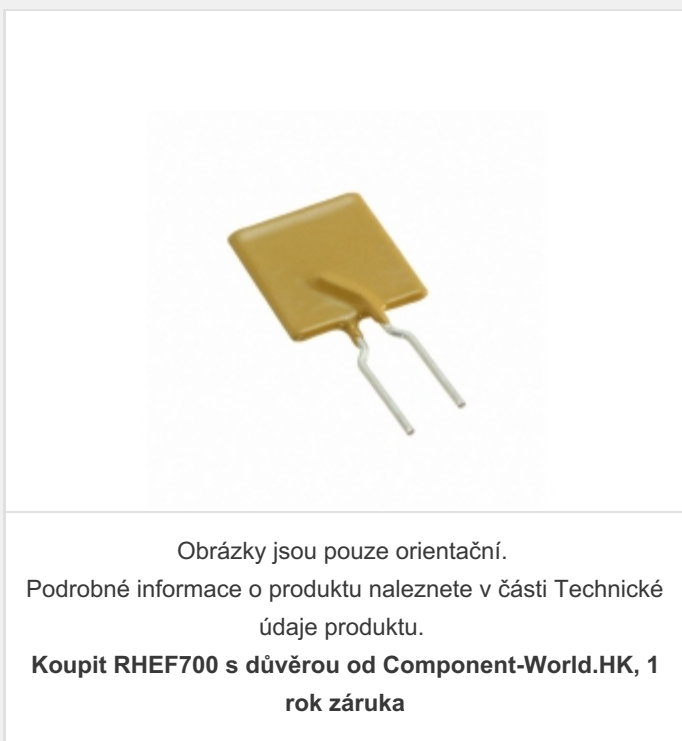 Obrázky jsou pouze orientační.
Podrobné informace o produktu naleznete v části Technické
údaje produktu.
Koupit RHEF700 s důvěrou od Component-World.HK, 1
rok záruka